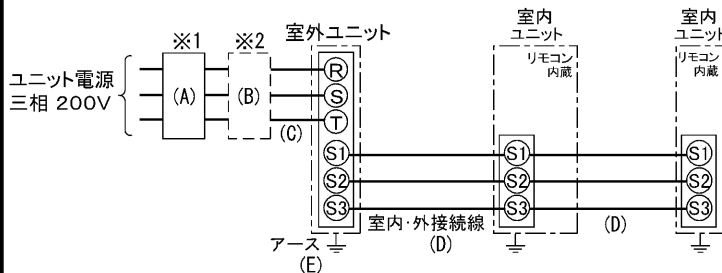 ※1
※2
室外ユニット
室内
ユニット
室内
ユニット
リモコン
内蔵
リモコン
内蔵
ユニット電源
三相 200V
(A)
(B)
(C)
R
S
T
S1
S2
S3
S1
S2
S3
S1
S2
S3
室内・外接続線
(D)
(D)
アース
(E)